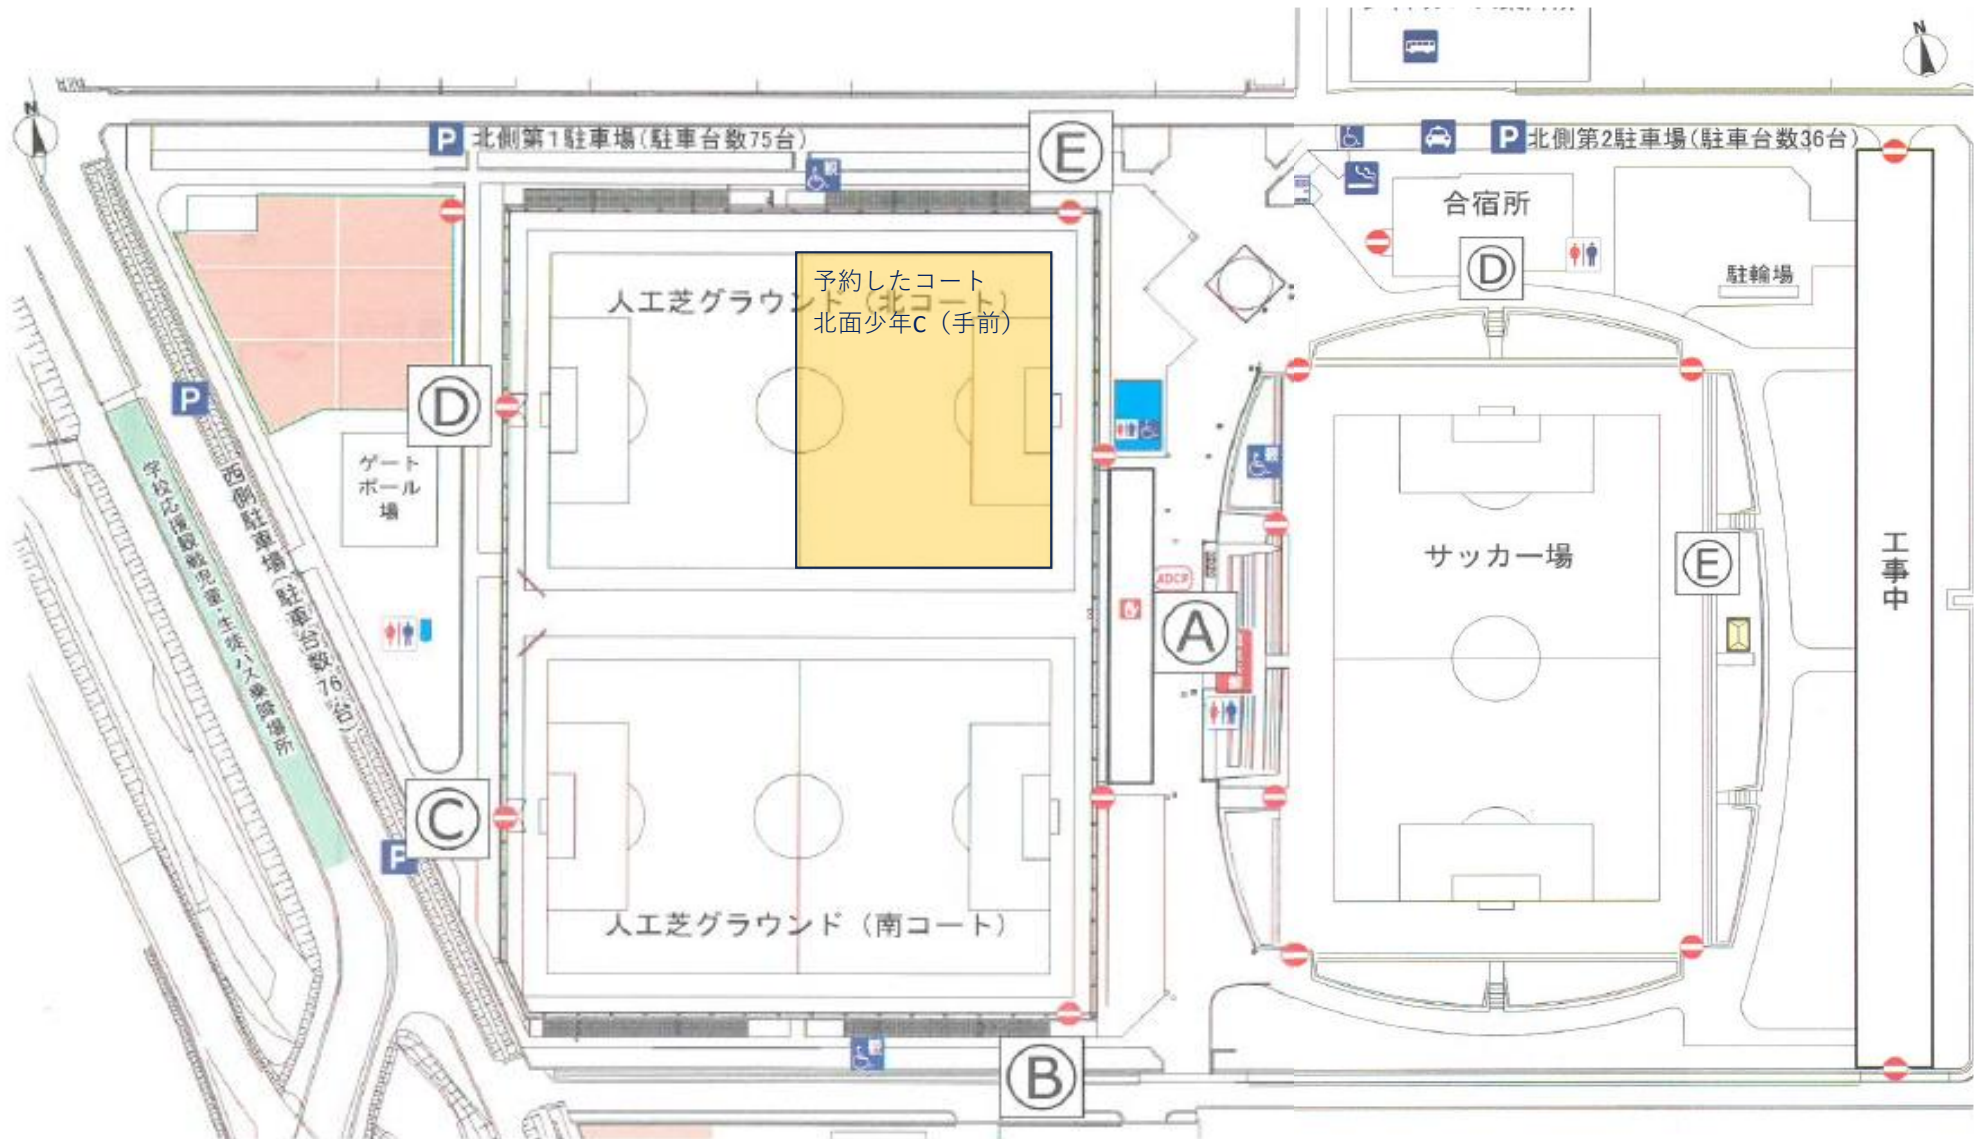 N
N
P 北側第1駐車場(駐車台数75台)
E
P 北側第2駐車場(駐車台数36台)
観
合宿所
D
駐輪場
予約したコート
北面少年C（手前）
人工芝グラウンド（北コート）
D
P
ゲート
ボール
場
学校応援観戦児童・生徒バス乗降場所
西側駐車場(駐車台数76台)
観
サッカー場
E
工事中
A
C
P
人工芝グラウンド（南コート）
観
B